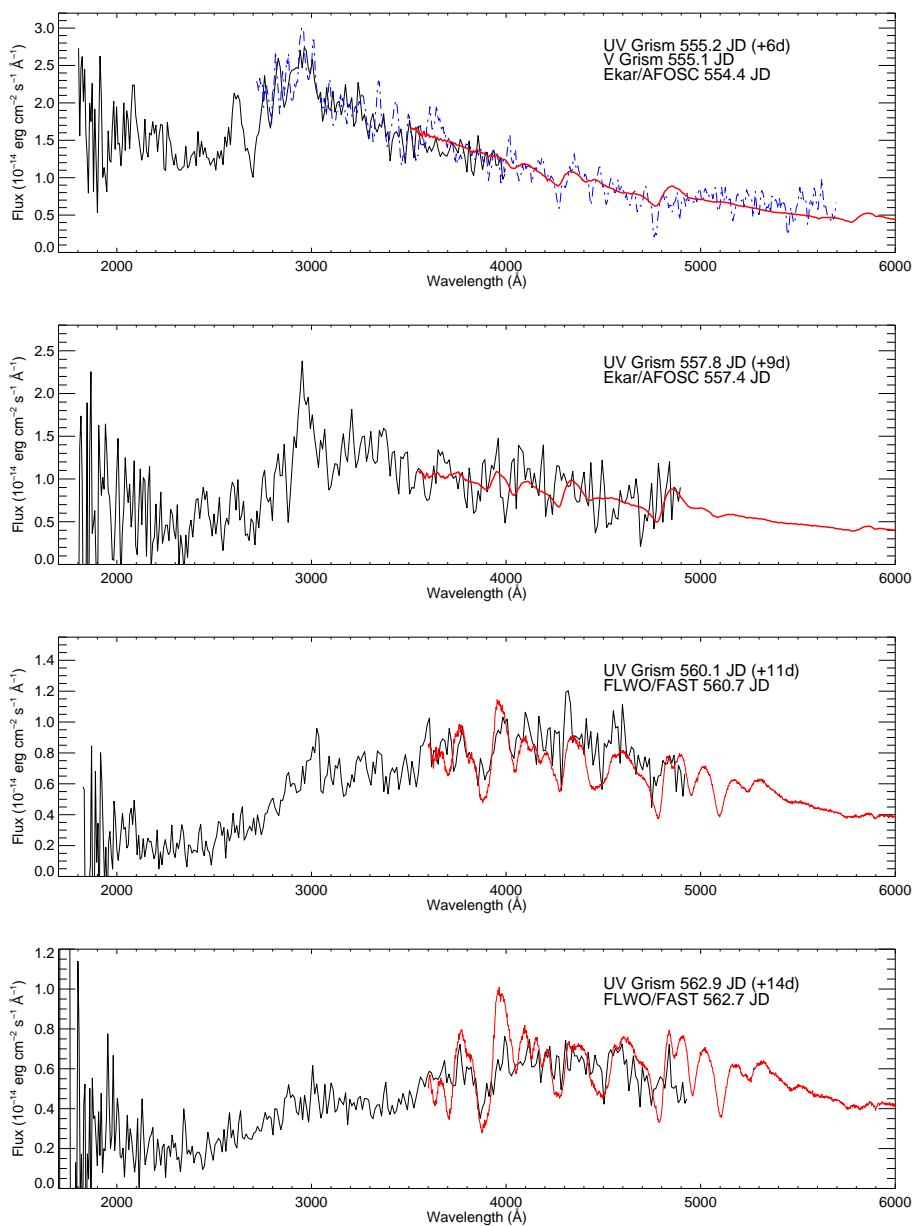 UV Grism 555.2 JD (+6d)
V Grism 555.1 JD
Ekar/AFOSC 554.4 JD
Flux (10⁻¹⁴ erg cm⁻² s⁻¹ Å⁻¹)
3.0
2.5
2.0
1.5
1.0
0.5
0.0
2000 3000 4000 5000 6000
Wavelength (Å)
UV Grism 557.8 JD (+9d)
Ekar/AFOSC 557.4 JD
Flux (10⁻¹⁴ erg cm⁻² s⁻¹ Å⁻¹)
2.5
2.0
1.5
1.0
0.5
0.0
2000 3000 4000 5000 6000
Wavelength (Å)
UV Grism 560.1 JD (+11d)
FLWO/FAST 560.7 JD
Flux (10⁻¹⁴ erg cm⁻² s⁻¹ Å⁻¹)
1.4
1.2
1.0
0.8
0.6
0.4
0.2
0.0
2000 3000 4000 5000 6000
Wavelength (Å)
UV Grism 562.9 JD (+14d)
FLWO/FAST 562.7 JD
Flux (10⁻¹⁴ erg cm⁻² s⁻¹ Å⁻¹)
1.2
1.0
0.8
0.6
0.4
0.2
0.0
2000 3000 4000 5000 6000
Wavelength (Å)